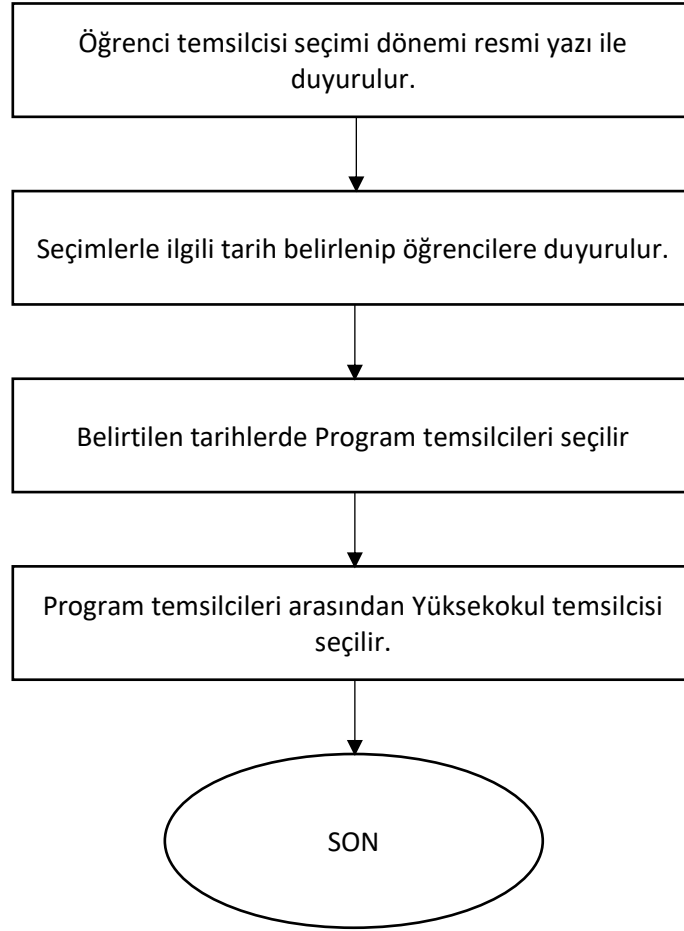 Öğrenci temsilcisi seçimi dönemi resmi yazı ile
duyurulur.
Seçimlerle ilgili tarih belirlenip öğrencilere duyurulur.
Belirtilen tarihlerde Program temsilcileri seçilir
Program temsilcileri arasından Yüksekokul temsilcisi
seçilir.
SON